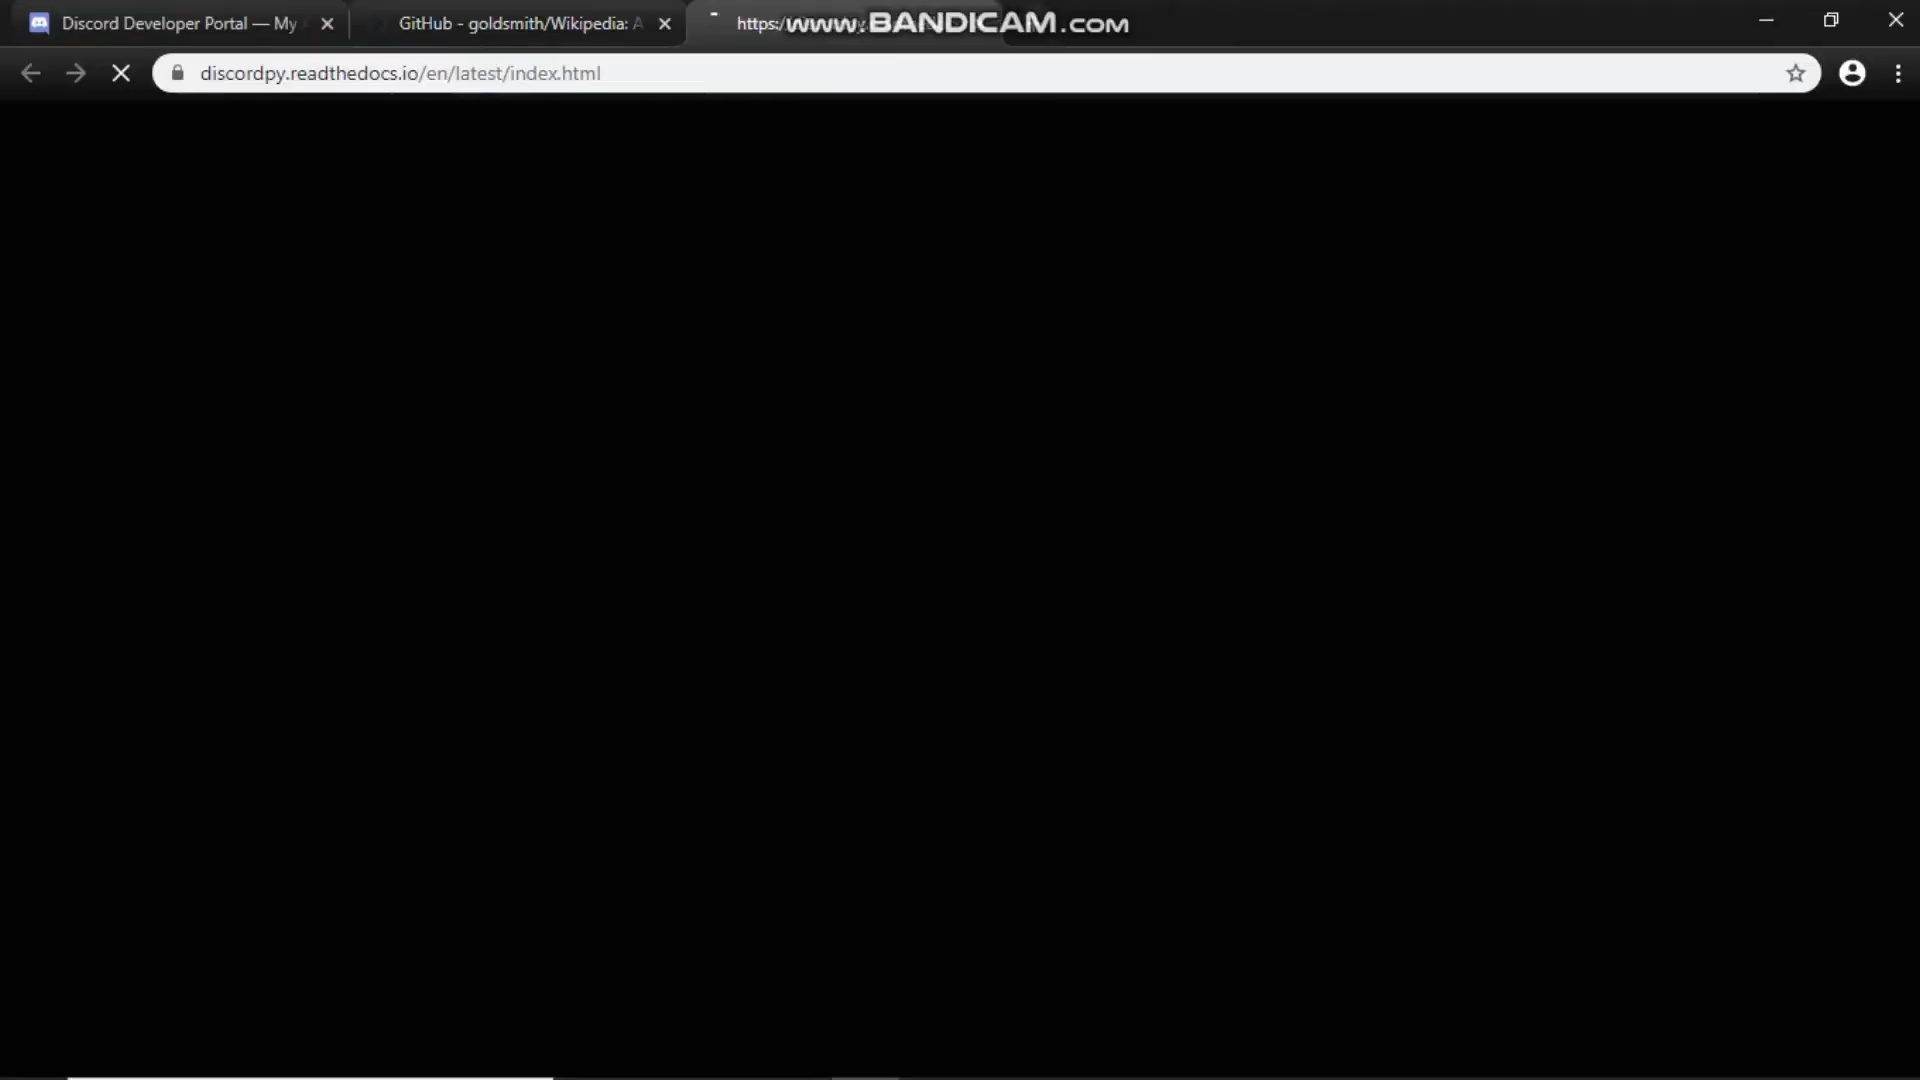 Discord Developer Portal — My
GitHub - goldsmith/Wikipedia: A
https:/
www.BANDICAM.com
discordpy.readthedocs.io/en/latest/index.html